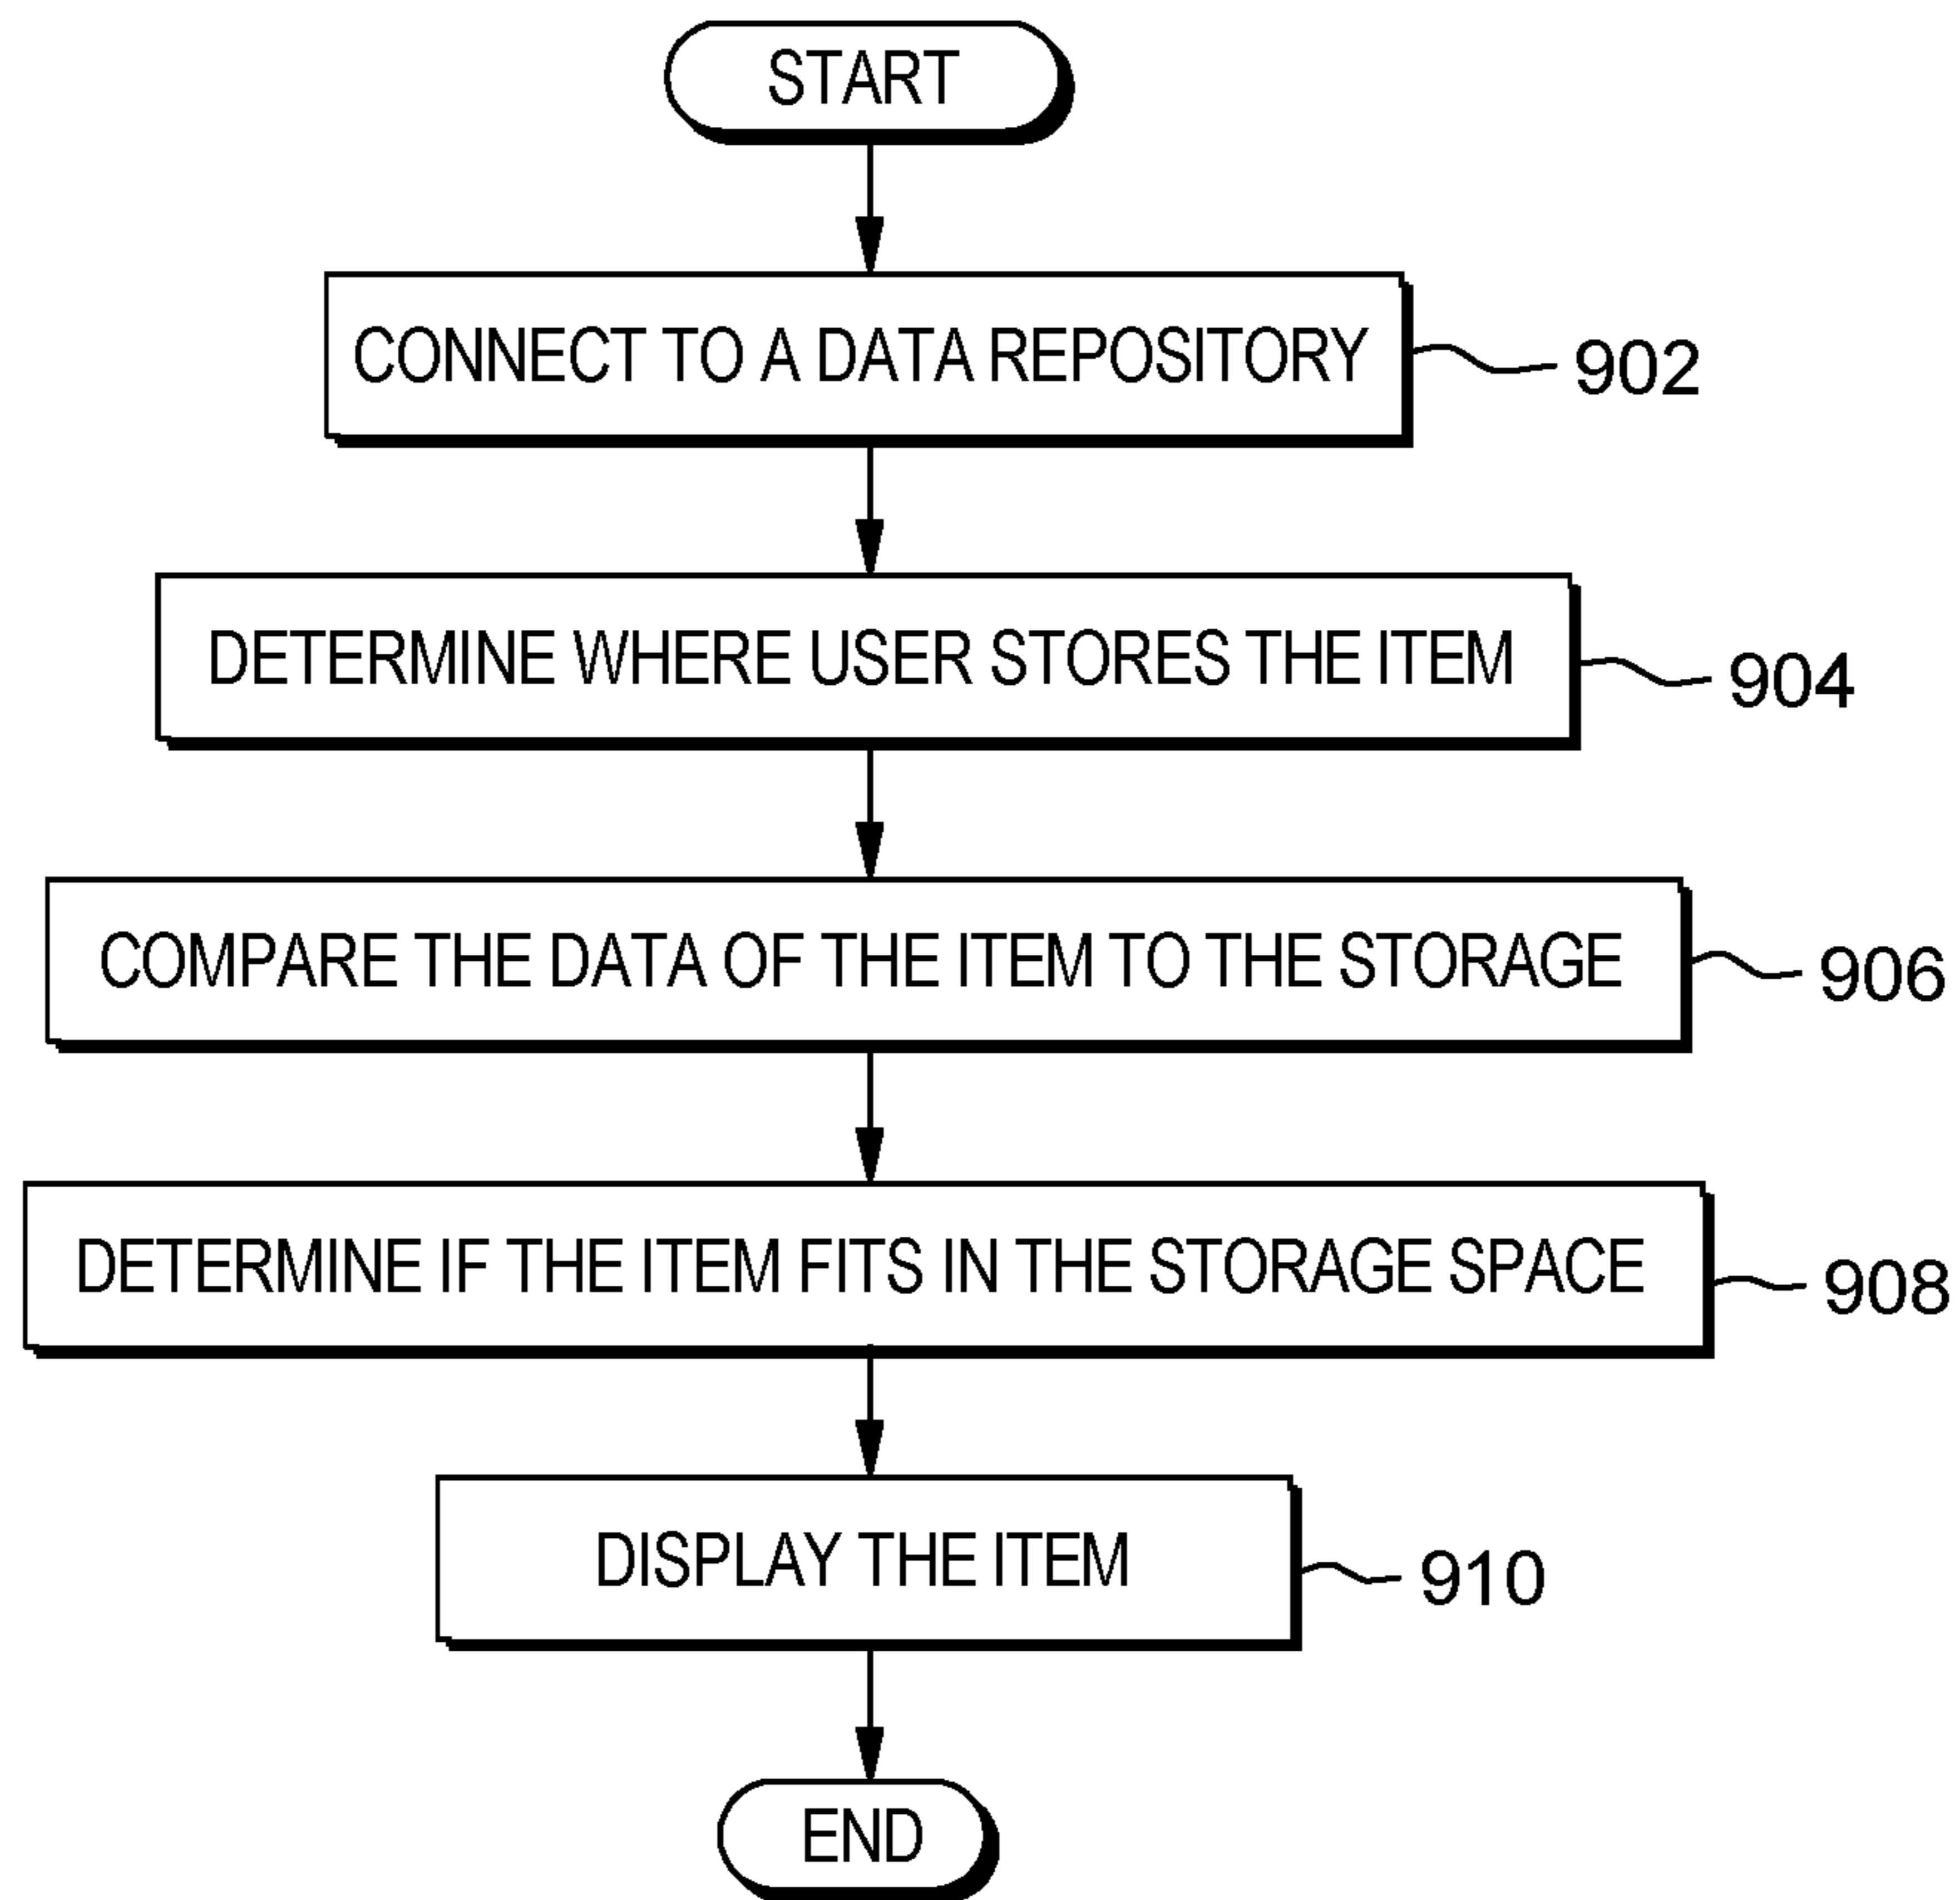 START
CONNECT TO A DATA REPOSITORY
902
DETERMINE WHERE USER STORES THE ITEM
904
COMPARE THE DATA OF THE ITEM TO THE STORAGE
906
DETERMINE IF THE ITEM FITS IN THE STORAGE SPACE
908
DISPLAY THE ITEM
910
END